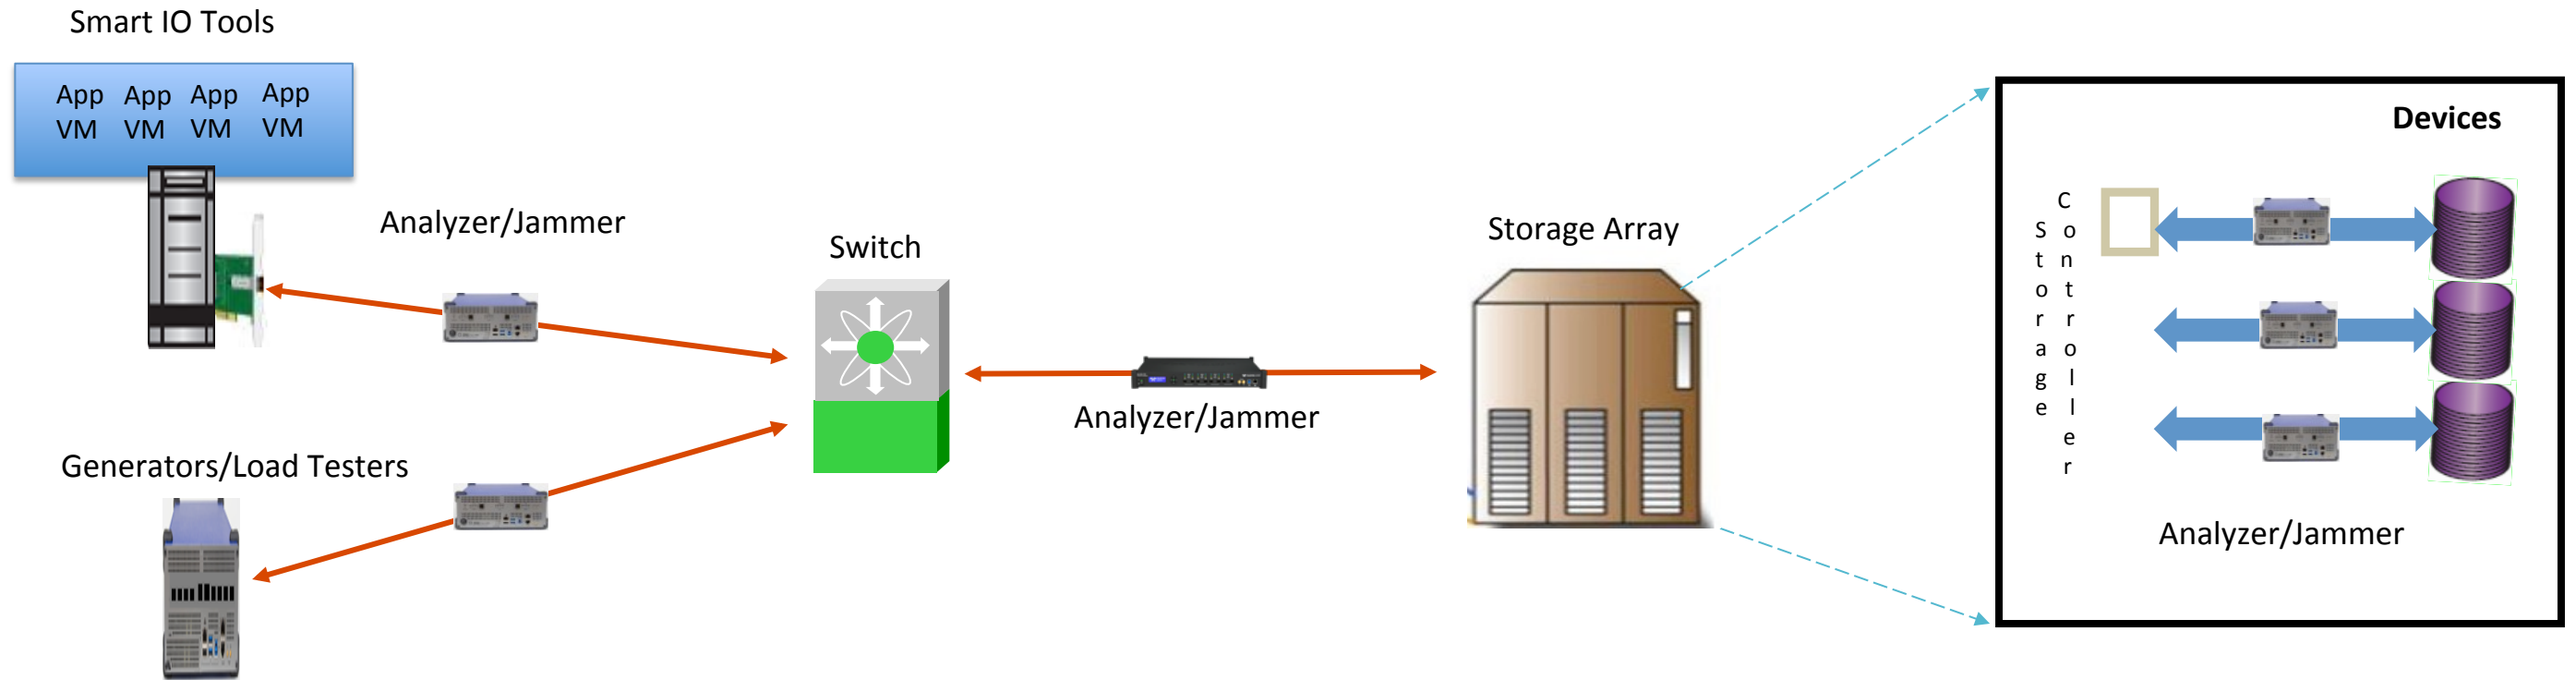 Smart IO Tools
App App App App
VM VM VM VM
Analyzer/Jammer
Switch
Storage Array
Generators/Load Testers
Analyzer/Jammer
Devices
Storage
Controller
Analyzer/Jammer